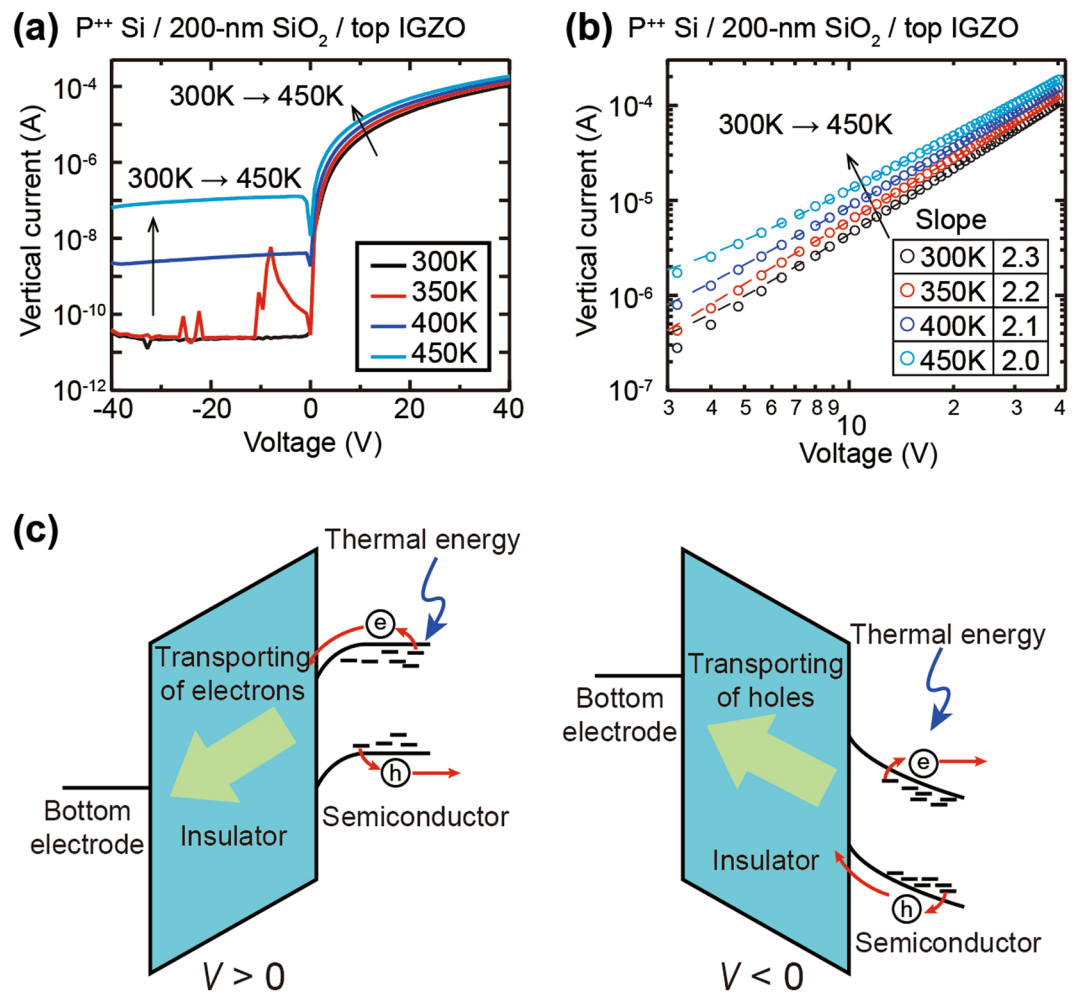 (a)
P⁺⁺ Si / 200-nm SiO₂ / top IGZO
Vertical current (A)
10⁻⁴
10⁻⁶
10⁻⁸
10⁻¹⁰
10⁻¹²
300K → 450K
300K → 450K
300K
350K
400K
450K
-40
-20
0
20
40
Voltage (V)
(b)
P⁺⁺ Si / 200-nm SiO₂ / top IGZO
Vertical current (A)
10⁻⁴
10⁻⁵
10⁻⁶
10⁻⁷
300K → 450K
Slope
300K 2.3
350K 2.2
400K 2.1
450K 2.0
3 4 5 6 7 8 9 2 3 4
10
Voltage (V)
(c)
Thermal energy
e
Transporting
of electrons
h
Bottom
electrode
Insulator
Semiconductor
V > 0
Thermal energy
Transporting
of holes
Bottom
electrode
e
Insulator
h
Semiconductor
V < 0